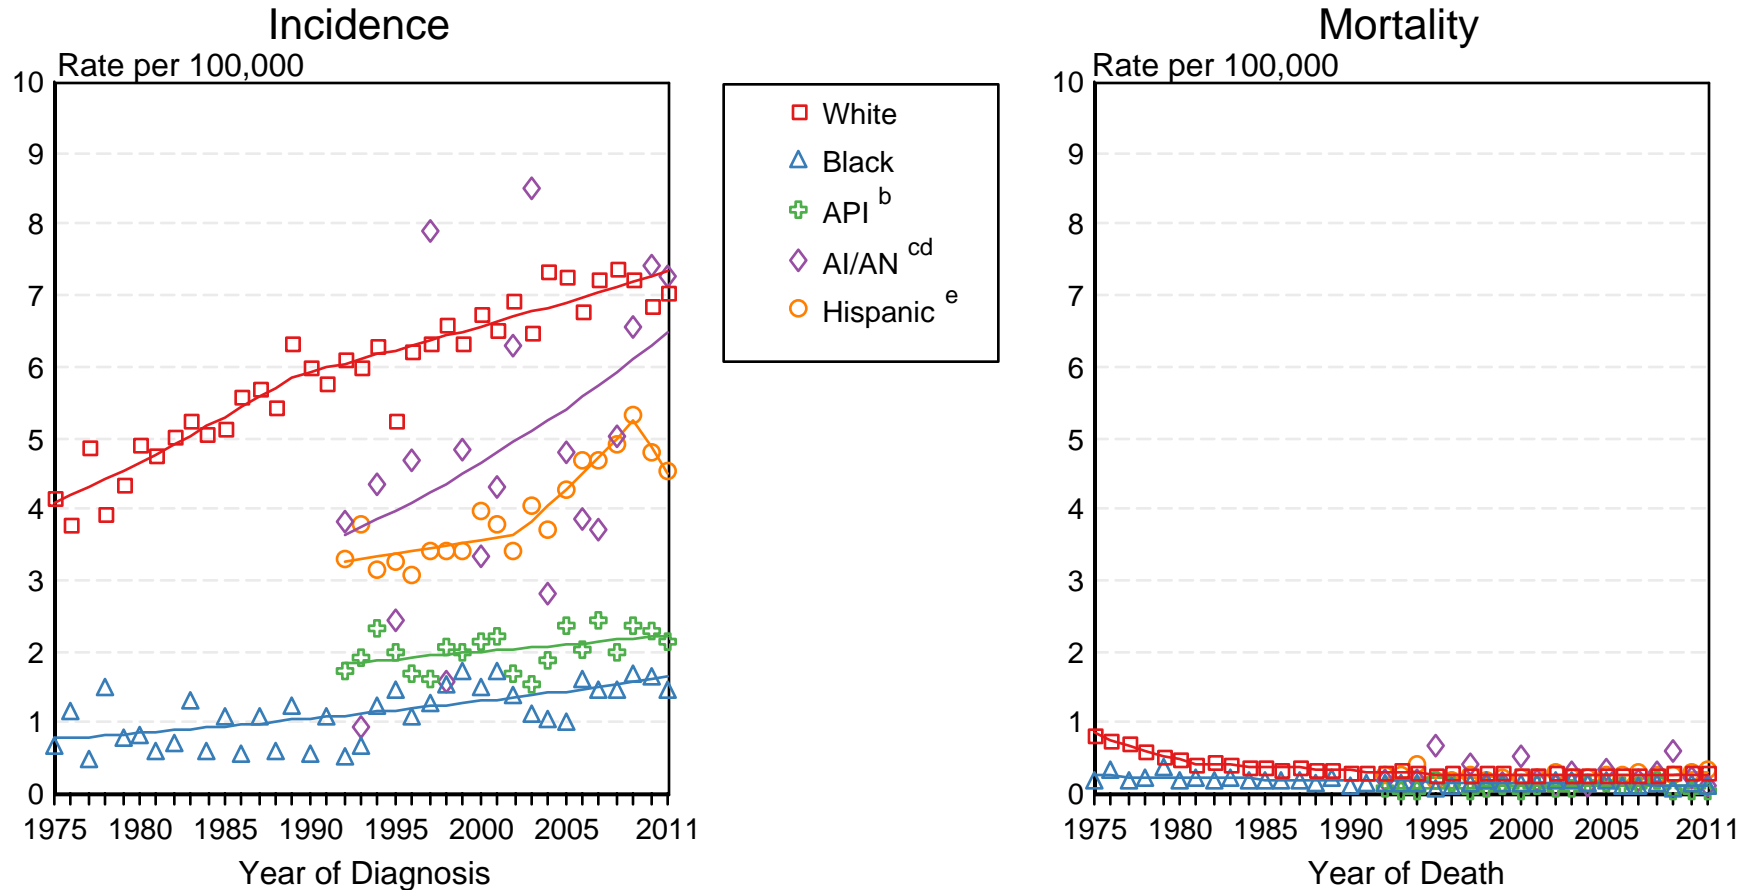 Incidence
Rate per 100,000
10
9
8
7
6
5
4
3
2
1
0
1975 1980 1985 1990 1995 2000 2005 2011
Year of Diagnosis
White
Black
API b
AI/AN cd
Hispanic e
Mortality
Rate per 100,000
10
9
8
7
6
5
4
3
2
1
0
1975 1980 1985 1990 1995 2000 2005 2011
Year of Death